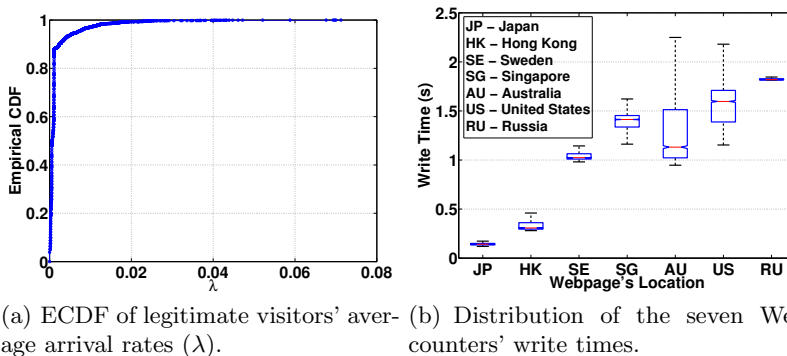 1
0.8
0.6
0.4
0.2
0
Empirical CDF
0 0.02 0.04 0.06 0.08
λ
2.5
2
1.5
1
0.5
0
Write Time (s)
JP – Japan
HK – Hong Kong
SE – Sweden
SG – Singapore
AU – Australia
US – United States
RU – Russia
JP HK SE SG AU US RU
Webpage's Location
(a) ECDF of legitimate visitors' aver-
age arrival rates (λ).
(b) Distribution of the seven We
counters' write times.